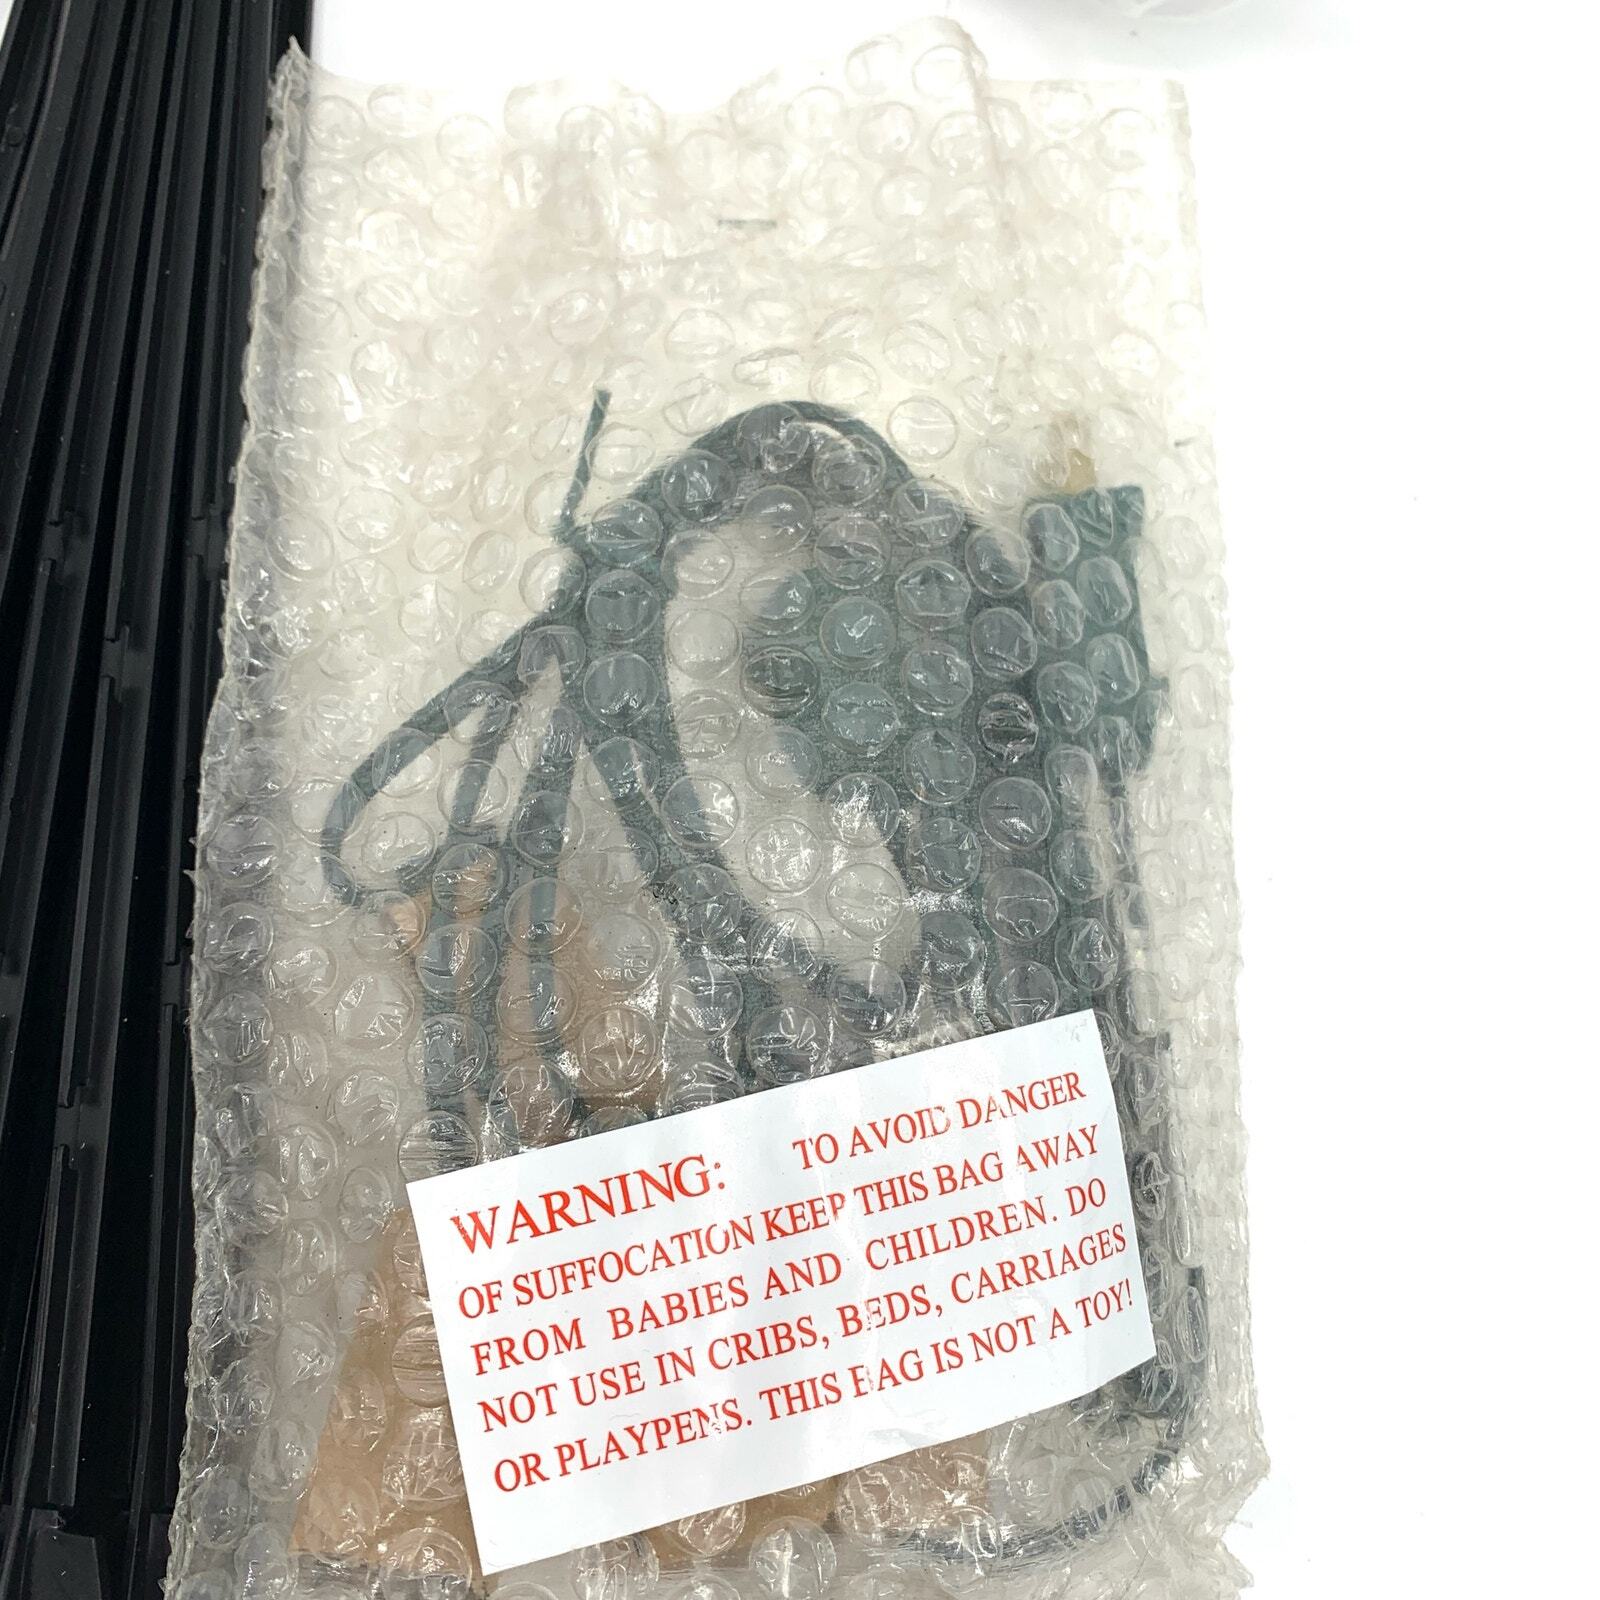 WARNING: TO AVOID DANGER
OF SUFFOCATION KEEP THIS BAG AWAY
FROM BABIES AND CHILDREN. DO
NOT USE IN CRIBS, BEDS, CARRIAGES
OR PLAYPENS. THIS BAG IS NOT A TOY!